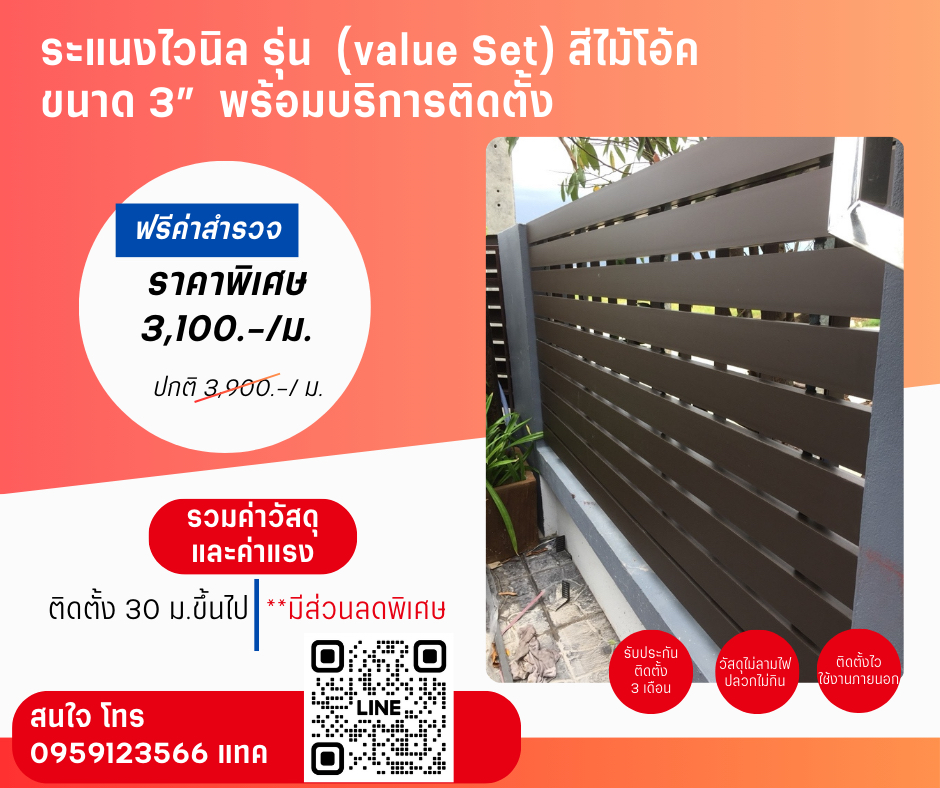 ระแนงไวนิล รุ่น (value Set) สีไม้โอ้ค
ขนาด 3” พร้อมบริการติดตั้ง
ฟรีค่าสำรวจ
ราคาพิเศษ
3,100.-/ม.
ปกติ 3,900.-/ ม.
รวมค่าวัสดุ
และค่าแรง
ติดตั้ง 30 ม.ขึ้นไป
**มีส่วนลดพิเศษ
รับประกัน
ติดตั้ง
3 เดือน
วัสดุไม่ลามไฟ
ปลวกไม่กิน
ติดตั้งไว
ใช้งานภายนอก
LINE
สนใจ โทร
0959123566 แทค